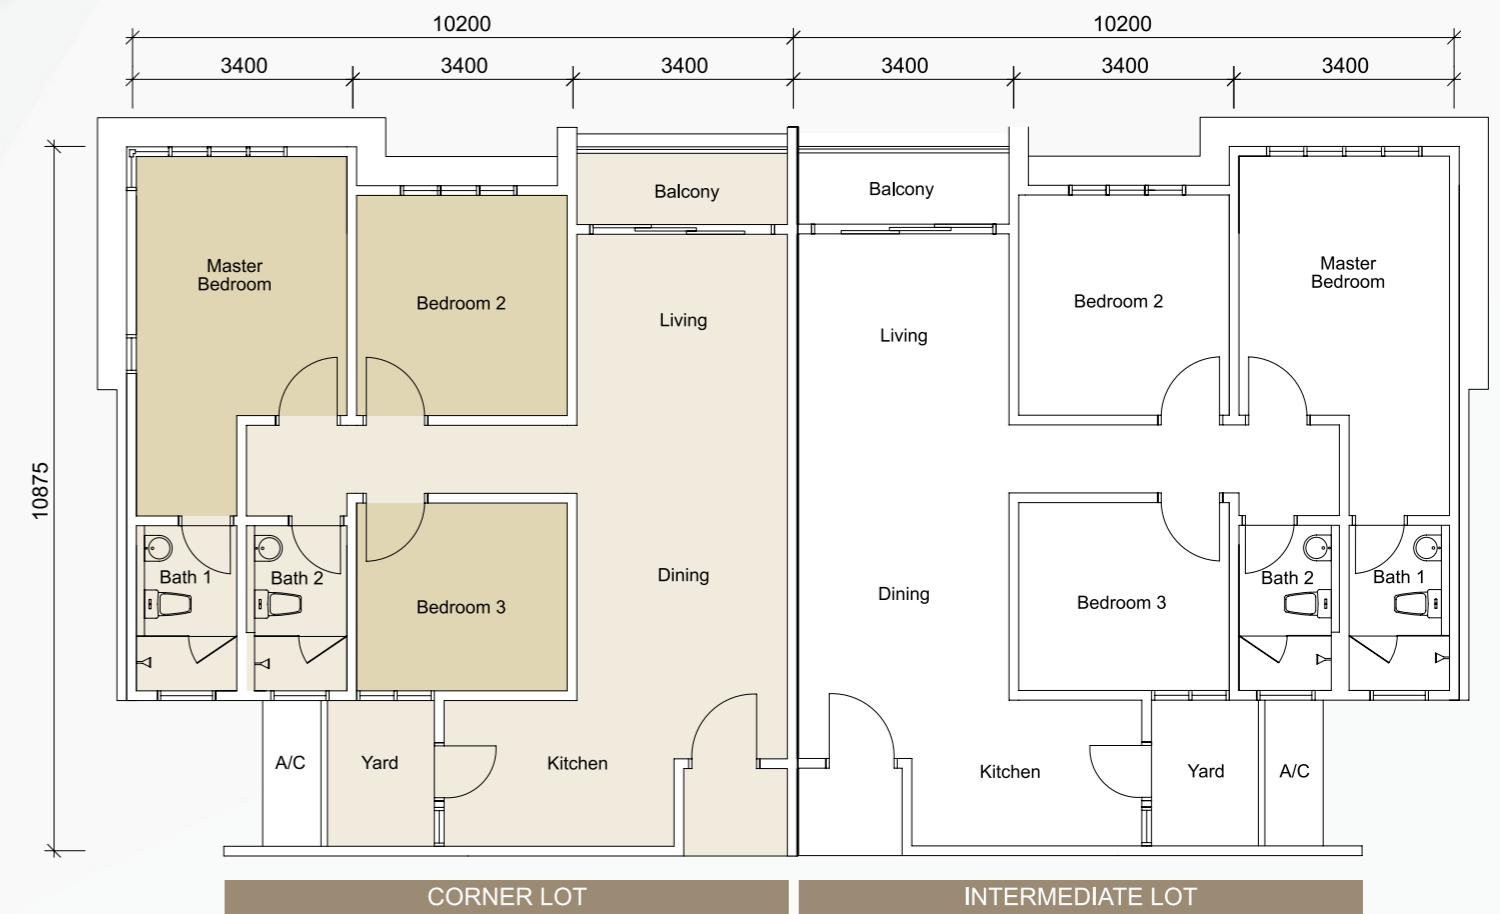 10200
10200
3400
3400
3400
3400
3400
3400
10875
Balcony
Balcony
Master
Bedroom
Master
Bedroom
Bedroom 2
Bedroom 2
Living
Living
Bath 1
Bath 2
Dining
Dining
Bath 2
Bath 1
Bedroom 3
Bedroom 3
A/C
Yard
Kitchen
Kitchen
Yard
A/C
CORNER LOT
INTERMEDIATE LOT